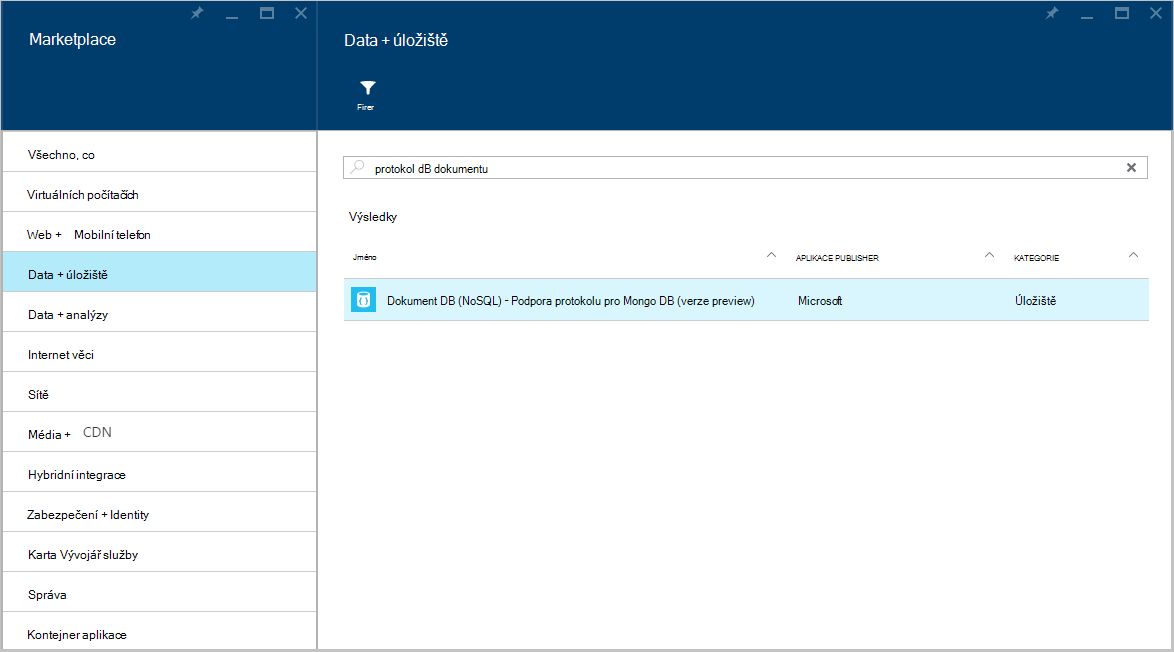 Marketplace
Data + úložiště
Firer
Všechno, co
Virtuálních počítačích
Web + Mobilní telefon
Data + úložiště
Data + analýzy
Internet věci
Sítě
Média + CDN
Hybridní integrace
Zabezpečení + Identity
Karta Vývojář služby
Správa
Kontejner aplikace
protokol dB dokumentu
Výsledky
Jméno APLIKACE PUBLISHER KATEGORIE
Dokument DB (NoSQL) - Podpora protokolu pro Mongo DB (verze preview) Microsoft Úložiště